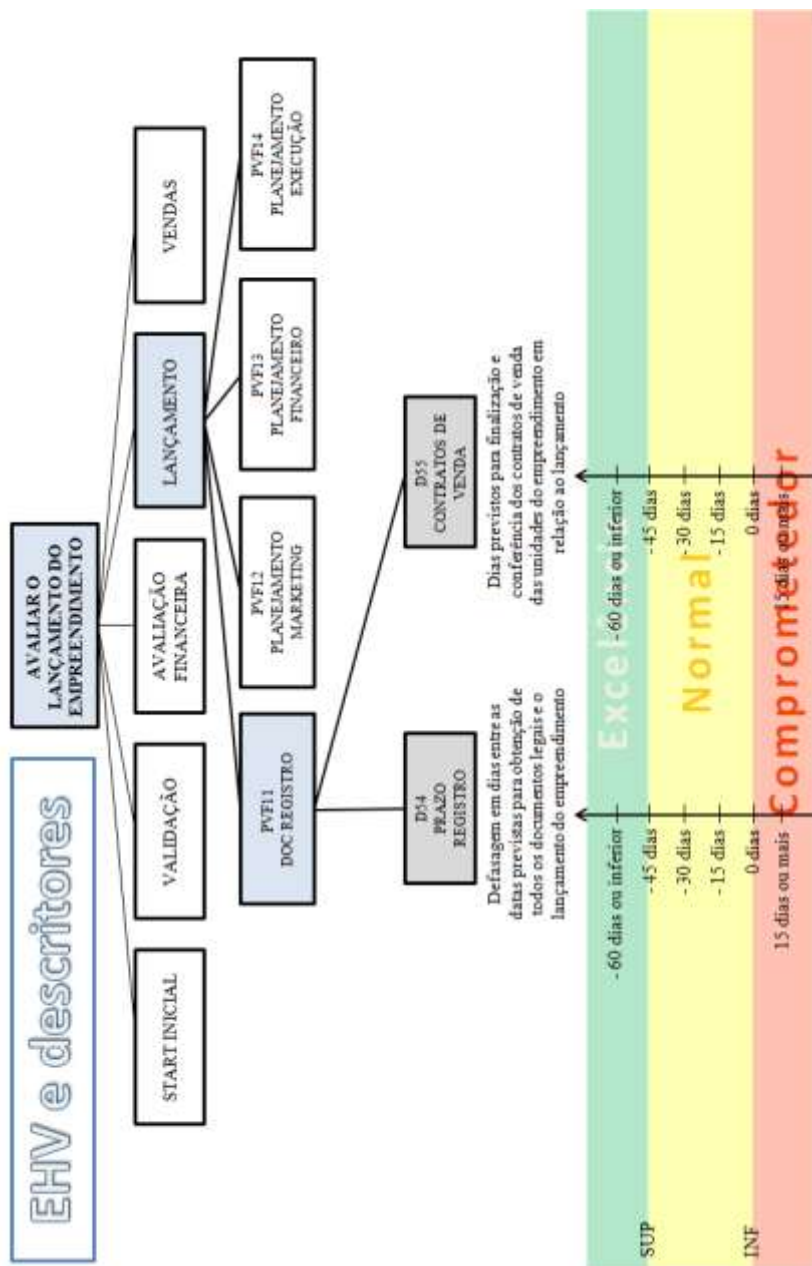 EHV e descritores
AVALIAR O
LANÇAMENTO DO
EMPREENDIMENTO
START INICIAL
VALIDAÇÃO
AVALIAÇÃO
FINANCEIRA
LANÇAMENTO
VENDAS
PVF11
DOC REGISTRO
PVF12
PLANEJAMENTO
MARKETING
PVF13
PLANEJAMENTO
FINANCEIRO
PVF14
PLANEJAMENTO
EXECUÇÃO
D54
PRAZO
REGISTRO
D55
CONTRATOS DE
VENDA
Defasagem em dias entre as
datas previstas para obtenção de
todos os documentos legais e o
lançamento do empreendimento
Dias previstos para finalização e
conferência dos contratos de venda
das unidades do empreendimento em
relação ao lançamento
- 60 dias ou inferior
- 60 dias ou inferior
SUP
- 45 dias
- 45 dias
- 30 dias
Normal
- 30 dias
- 15 dias
- 15 dias
INF
0 dias
0 dias
15 dias ou mais
Comprometedor
15 dias ou mais